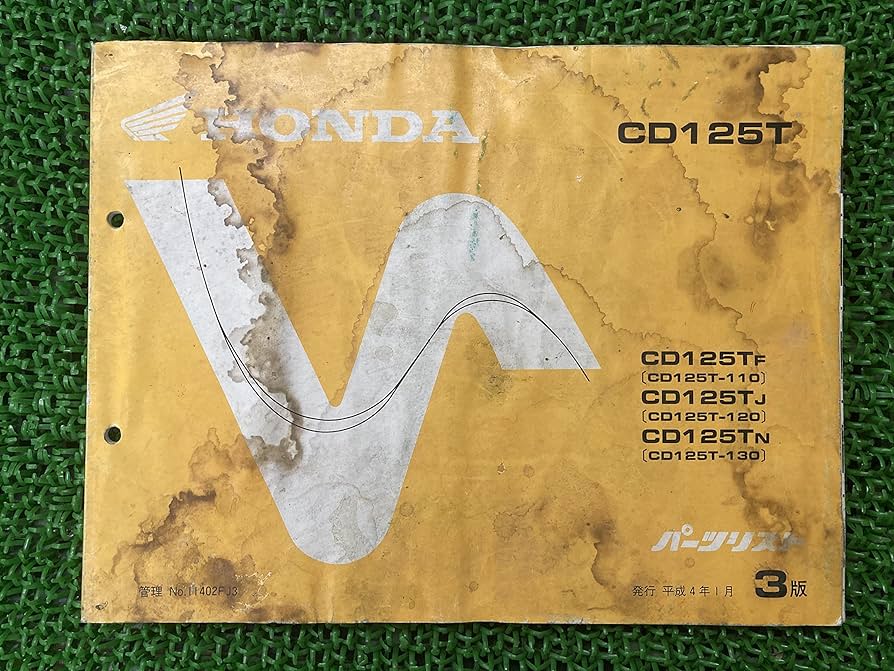 HONDA
CD125T
CD125TF
〔CD125T-110〕
CD125TJ
〔CD125T-120〕
CD125TN
〔CD125T-130〕
パーツリスト
管理 No.11402FJ3
発行 平成4年1月 3版